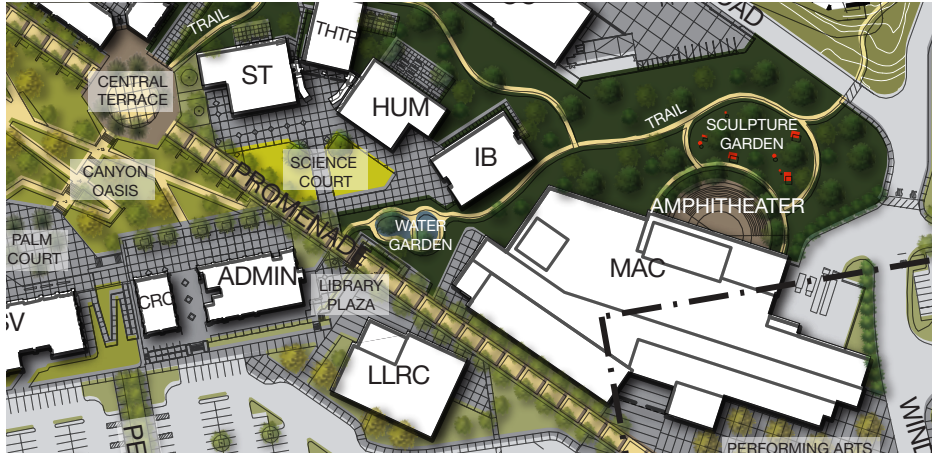 TRAIL
THTR
ST
CENTRAL
TERRACE
HUM
TRAIL
SCULPTURE
GARDEN
SCIENCE
COURT
IB
CANYON
OASIS
PROMENAD
AMPHITHEATER
WATER
GARDEN
PALM
COURT
ADMIN
MAC
CRC
LIBRARY
PLAZA
LLRC
PERFORMING ARTS